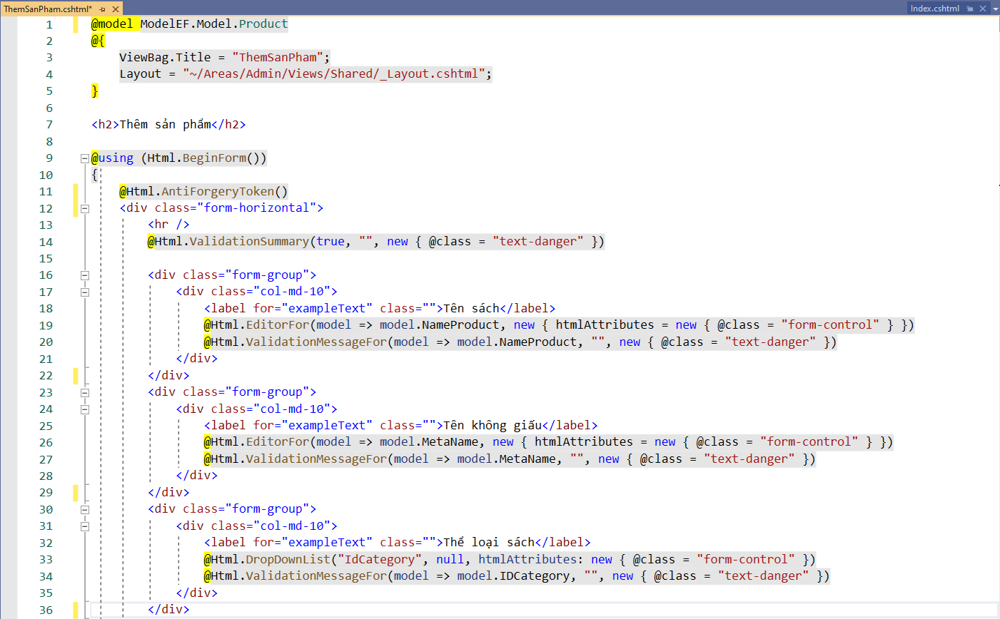 ThemSanPham.cshtml*
Index.cshtml
1 @model ModelEF.Model.Product
2 @{
3 ViewBag.Title = "ThemSanPham";
4 Layout = "~/Areas/Admin/Views/Shared/_Layout.cshtml";
5 }
6
7 <h2>Thêm sản phẩm</h2>
8
9 @using (Html.BeginForm())
10 {
11 @Html.AntiForgeryToken()
12 <div class="form-horizontal">
13 <hr />
14 @Html.ValidationSummary(true, "", new { @class = "text-danger" })
15
16 <div class="form-group">
17 <div class="col-md-10">
18 <label for="exampleText" class="">Tên sách</label>
19 @Html.EditorFor(model => model.NameProduct, new { htmlAttributes = new { @class = "form-control" } })
20 @Html.ValidationMessageFor(model => model.NameProduct, "", new { @class = "text-danger" })
21 </div>
22 </div>
23 <div class="form-group">
24 <div class="col-md-10">
25 <label for="exampleText" class="">Tên không giấu</label>
26 @Html.EditorFor(model => model.MetaName, new { htmlAttributes = new { @class = "form-control" } })
27 @Html.ValidationMessageFor(model => model.MetaName, "", new { @class = "text-danger" })
28 </div>
29 </div>
30 <div class="form-group">
31 <div class="col-md-10">
32 <label for="exampleText" class="">Thể loại sách</label>
33 @Html.DropDownList("IdCategory", null, htmlAttributes: new { @class = "form-control" })
34 @Html.ValidationMessageFor(model => model.IDCategory, "", new { @class = "text-danger" })
35 </div>
36 </div>